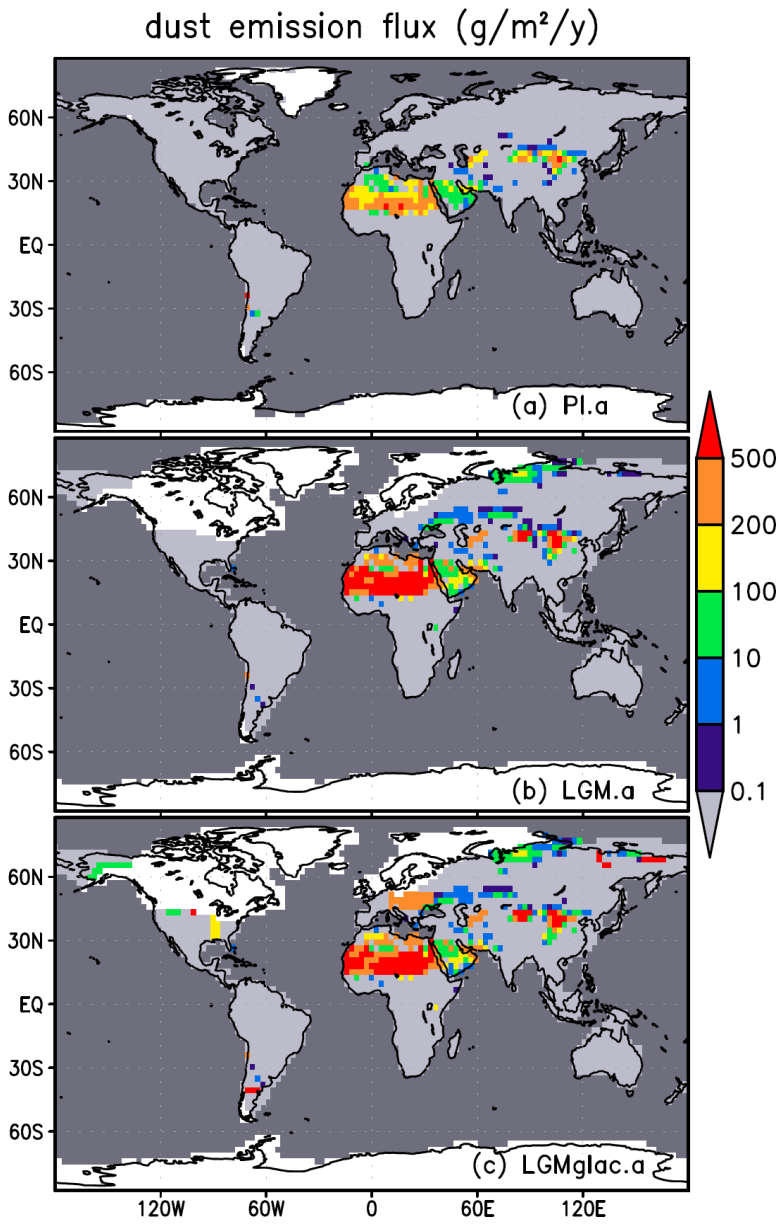 dust emission flux (g/m²/y)
60N
30N
EQ
30S
60S
(a) PI.a
60N
30N
EQ
30S
60S
(b) LGM.a
500
200
100
10
1
0.1
60N
30N
EQ
30S
60S
(c) LGMglac.a
120W 60W 0 60E 120E